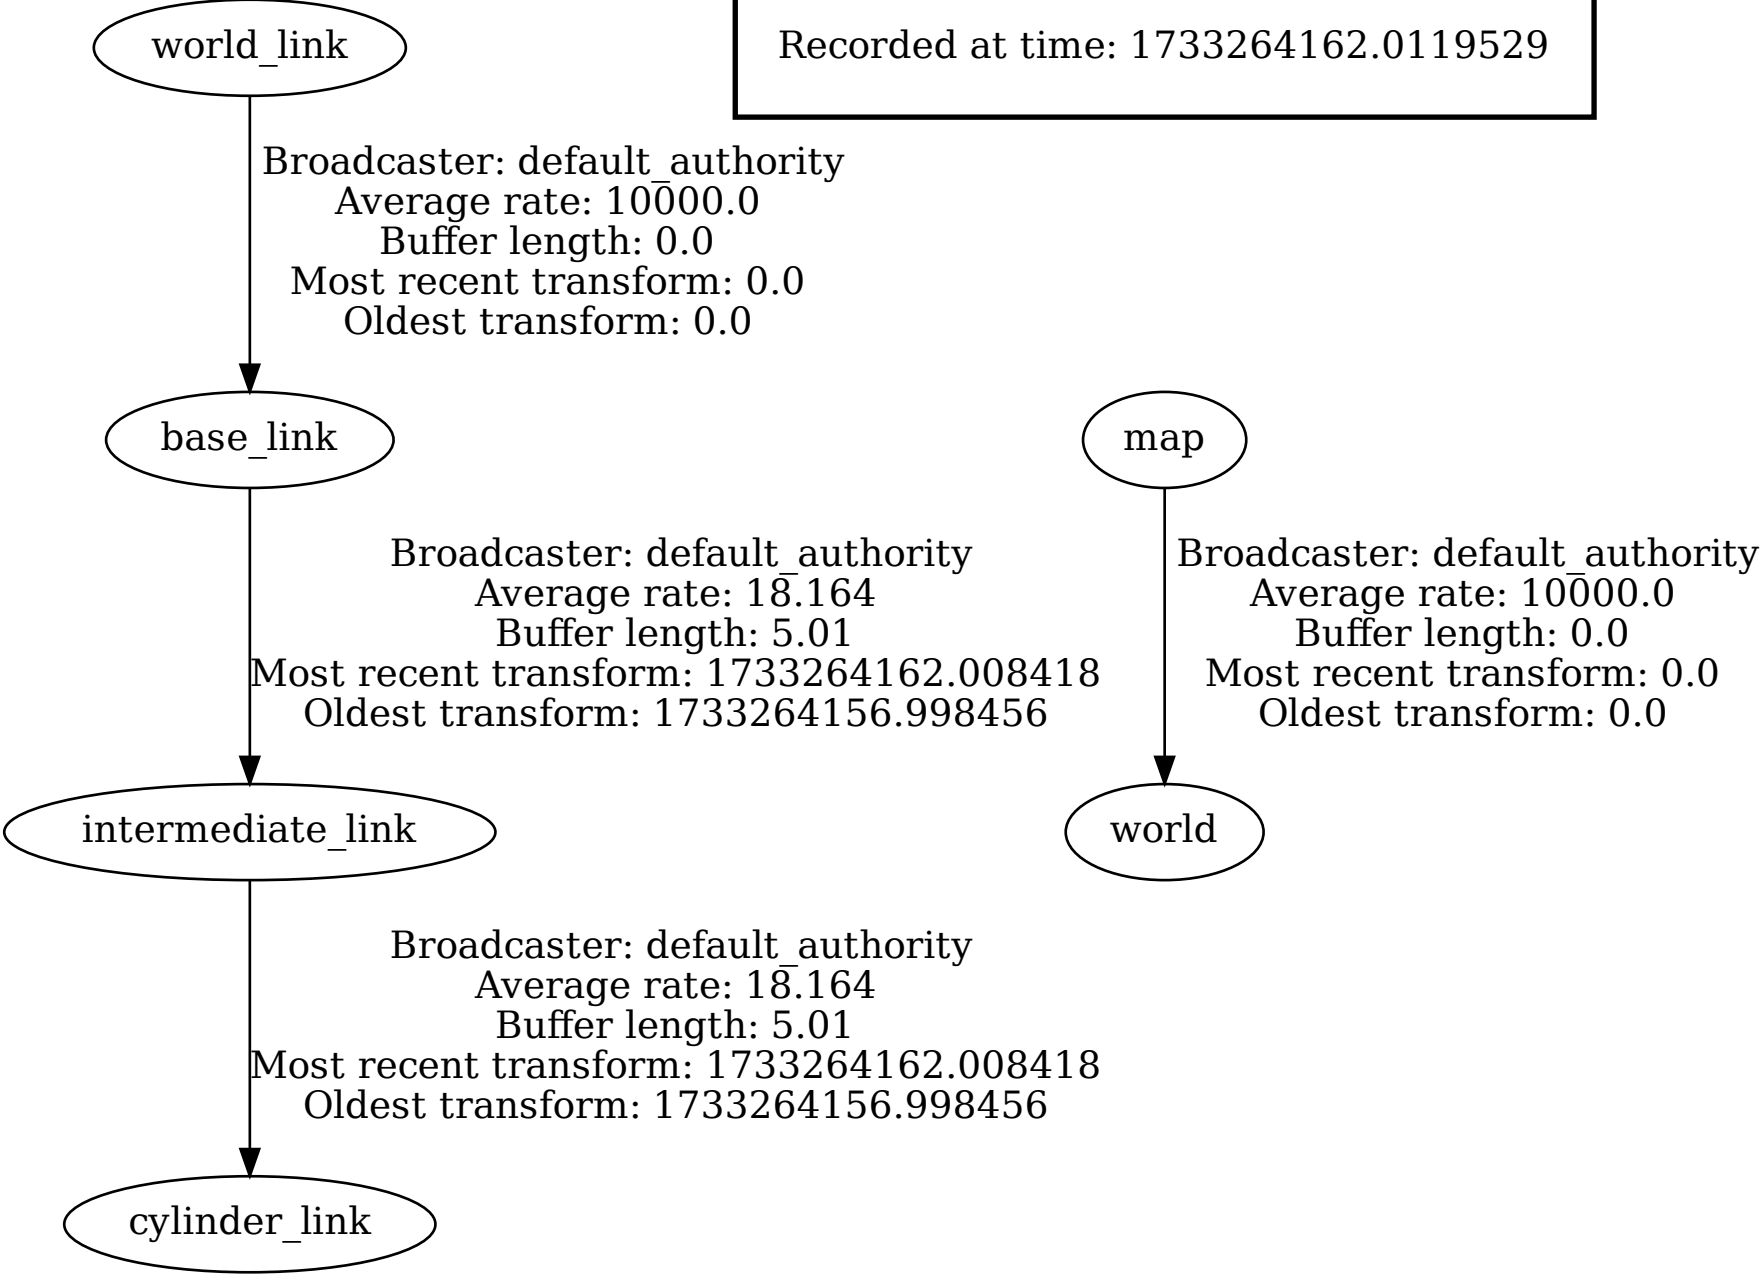 world_link
Recorded at time: 1733264162.0119529
Broadcaster: default_authority
Average rate: 10000.0
Buffer length: 0.0
Most recent transform: 0.0
Oldest transform: 0.0
base_link
map
Broadcaster: default_authority
Average rate: 18.164
Buffer length: 5.01
Most recent transform: 1733264162.008418
Oldest transform: 1733264156.998456
Broadcaster: default_authority
Average rate: 10000.0
Buffer length: 0.0
Most recent transform: 0.0
Oldest transform: 0.0
intermediate_link
world
Broadcaster: default_authority
Average rate: 18.164
Buffer length: 5.01
Most recent transform: 1733264162.008418
Oldest transform: 1733264156.998456
cylinder_link